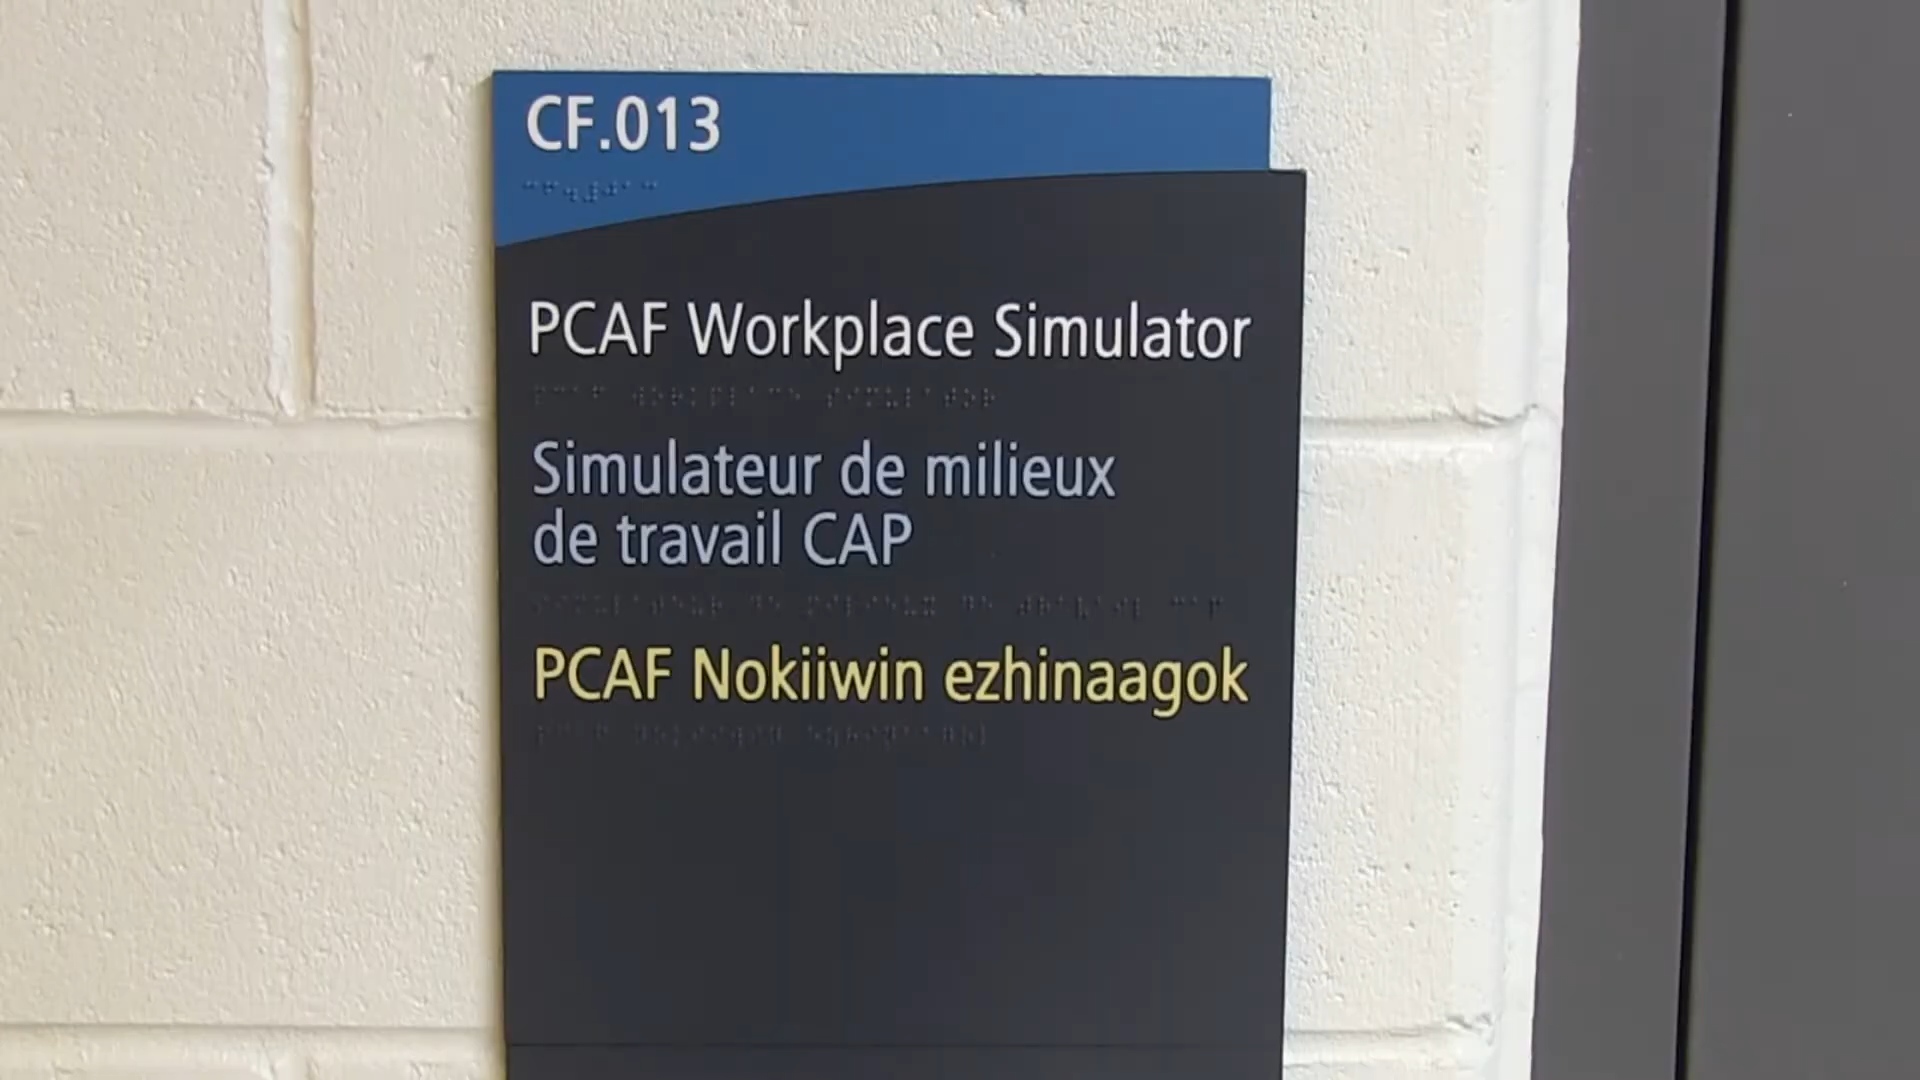 CF.013
PCAF Workplace Simulator
Simulateur de milieux
de travail CAP
PCAF Nokiiwin ezhinaagok